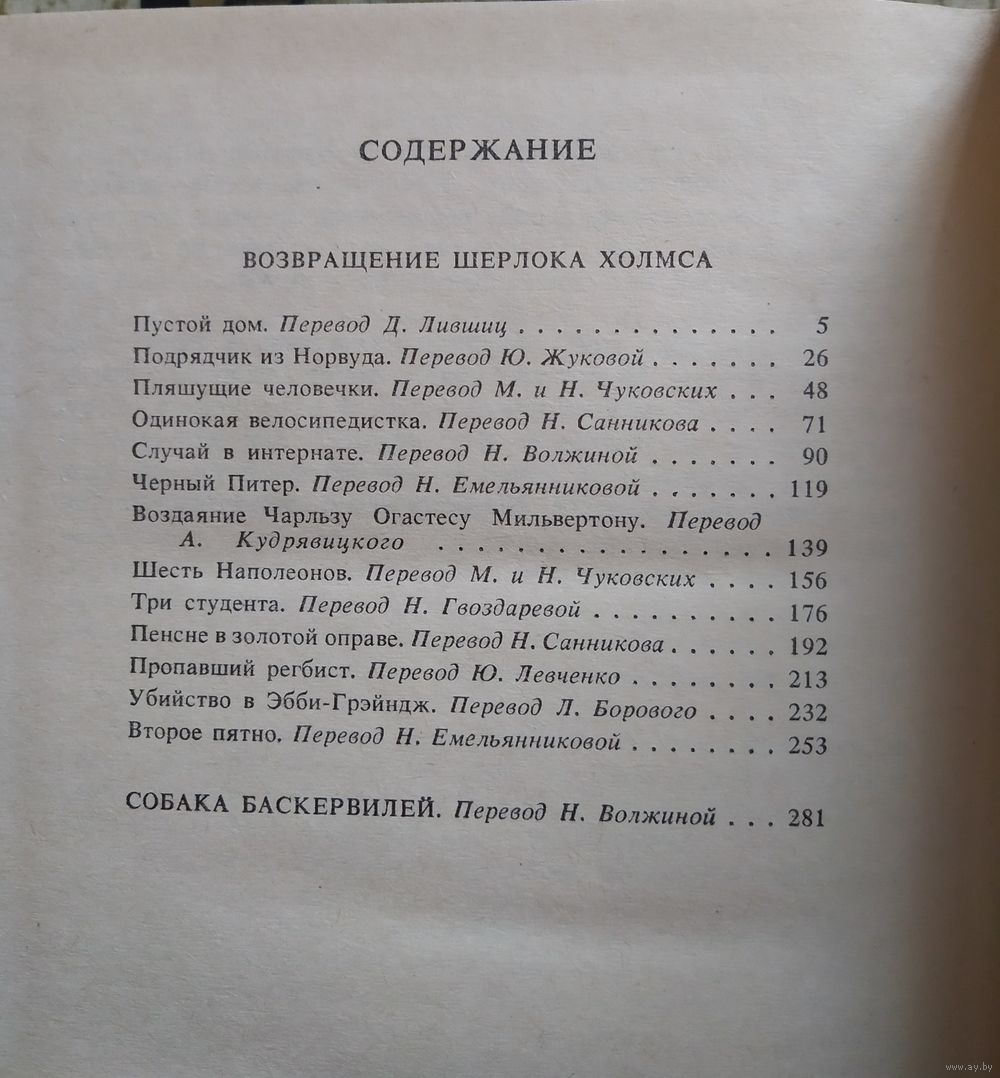 СОДЕРЖАНИЕ
ВОЗВРАЩЕНИЕ ШЕРЛОКА ХОЛМСА
Пустой дом. Перевод Д. Лившиц . . . . . . . . . . . . . . 5
Подрядчик из Норвуда. Перевод Ю. Жуковой . . . . . . . 26
Пляшущие человечки. Перевод М. и Н. Чуковских . . . 48
Одинокая велосипедистка. Перевод Н. Санникова . . . . 71
Случай в интернате. Перевод Н. Волжиной . . . . . . . 90
Черный Питер. Перевод Н. Емельянниковой . . . . . . . 119
Воздаяние Чарльзу Огастесу Мильвертону. Перевод
А. Кудрявицкого . . . . . . . . . . . . . . . . . 139
Шесть Наполеонов. Перевод М. и Н. Чуковских . . . . 156
Три студента. Перевод Н. Гвоздаревой . . . . . . . . . . 176
Пенсне в золотой оправе. Перевод Н. Санникова . . . . . . 192
Пропавший регбист. Перевод Ю. Левченко . . . . . . . . 213
Убийство в Эбби-Грэйндж. Перевод Л. Борового . . . . 232
Второе пятно. Перевод Н. Емельянниковой . . . . . . . . 253
СОБАКА БАСКЕРВИЛЕЙ. Перевод Н. Волжиной . . . 281
www.ay.by